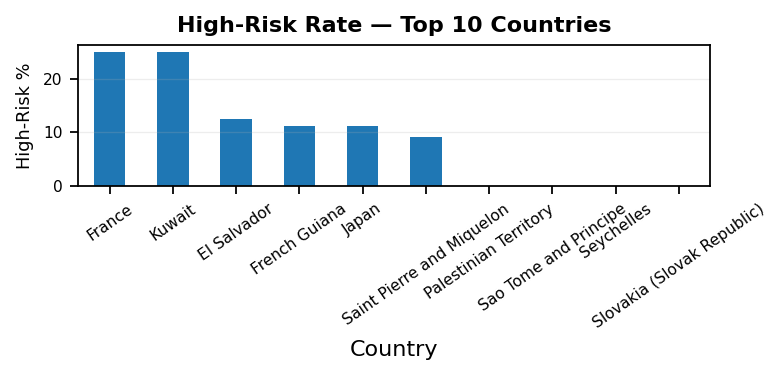 High-Risk Rate — Top 10 Countries
High-Risk %
20
10
0
France
Kuwait
El Salvador
French Guiana
Japan
Saint Pierre and Miquelon
Palestinian Territory
Sao Tome and Principe
Seychelles
Slovakia (Slovak Republic)
Country